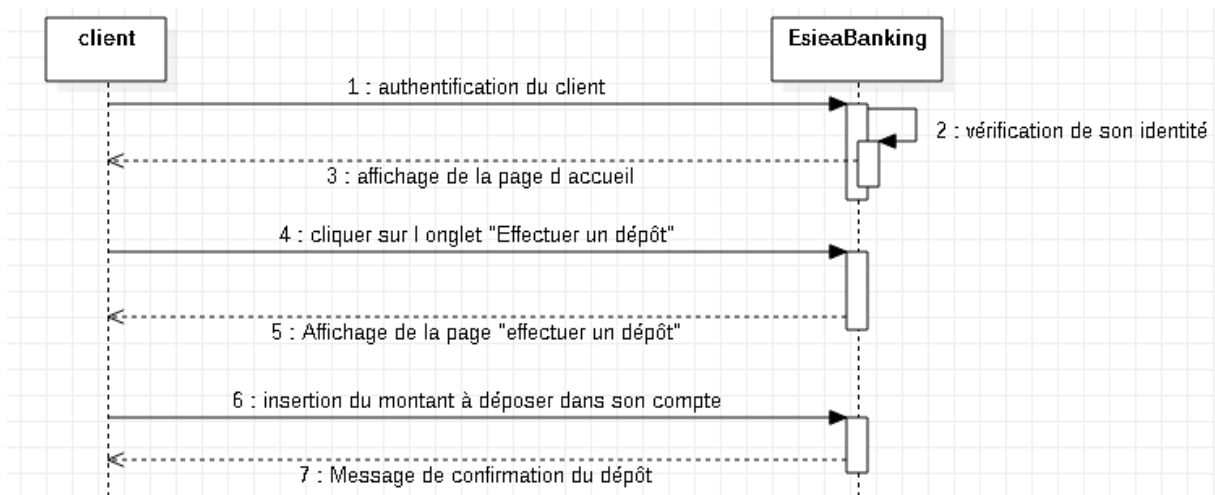 client
EsieaBanking
1 : authentification du client
2 : vérification de son identité
3 : affichage de la page d accueil
4 : cliquer sur l onglet "Effectuer un dépôt"
5 : Affichage de la page "effectuer un dépôt"
6 : insertion du montant à déposer dans son compte
7 : Message de confirmation du dépôt